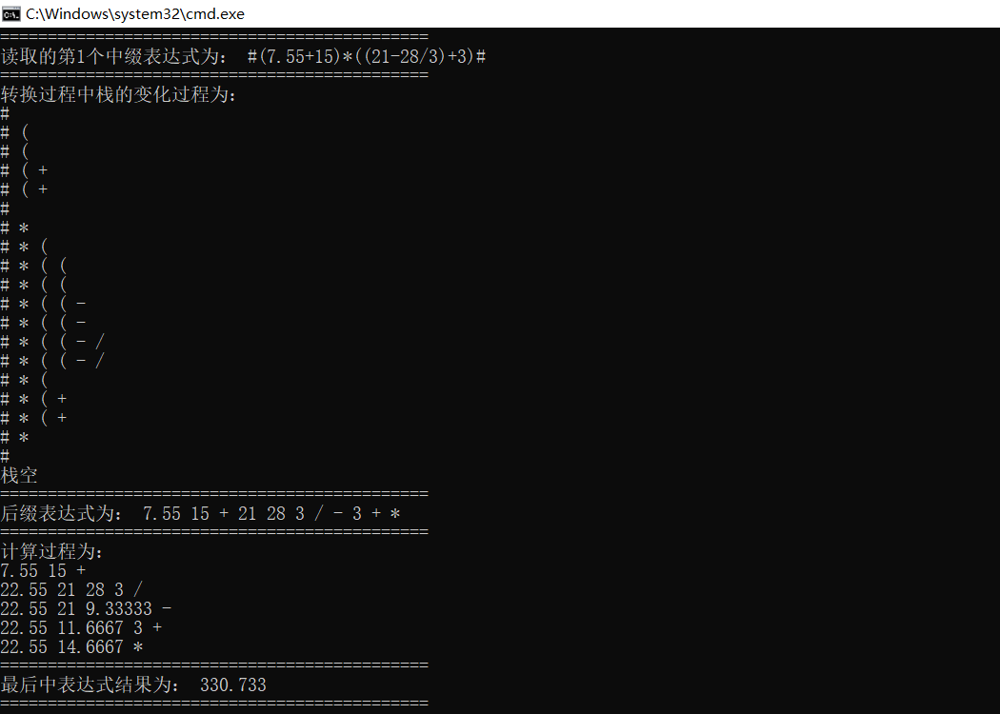 C:\Windows\system32\cmd.exe
=============================================
读取的第1个中缀表达式为： #(7.55+15)*((21-28/3)+3)#
=============================================
转换过程中栈的变化过程为:
#
# (
# (
# ( +
# ( +
#
# *
# * (
# * ( (
# * ( (
# * ( ( -
# * ( ( -
# * ( ( - /
# * ( ( - /
# * (
# * ( +
# * ( +
# *
#
栈空
=============================================
后缀表达式为： 7.55 15 + 21 28 3 / - 3 + *
=============================================
计算过程为:
7.55 15 +
22.55 21 28 3 /
22.55 21 9.33333 -
22.55 11.6667 3 +
22.55 14.6667 *
=============================================
最后中表达式结果为： 330.733
=============================================